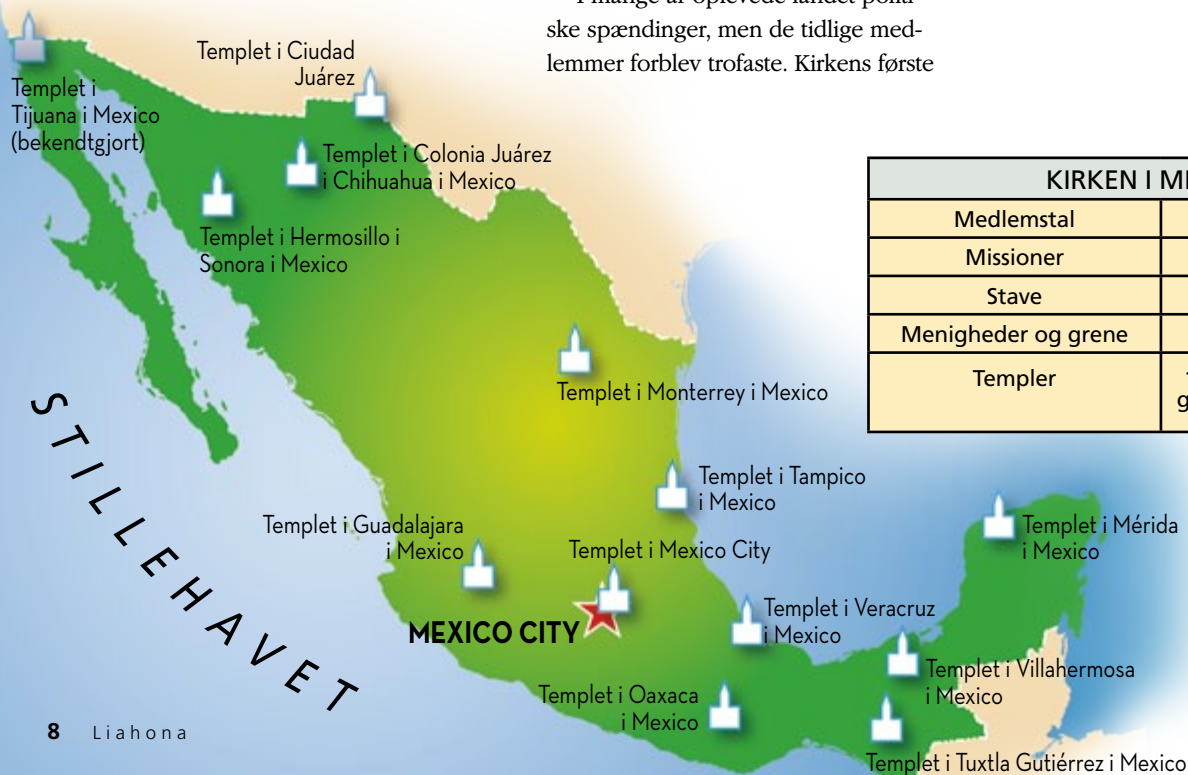 I mange år oplevede landet politi-
ske spændinger, men de tidlige med-
lemmer forblev trofaste. Kirkens første
Templet i Ciudad
Juárez
Templet i
Tijuana i Mexico
(bekendtgjort)
Templet i Colonia Juárez
i Chihuahua i Mexico
Templet i Hermosillo i
Sonora i Mexico
KIRKEN I
Medlemstal
Missioner
Stave
Menigheder og grene
Templer
Templet i Monterrey i Mexico
Templet i Tampico
i Mexico
Templet i Guadalajara
i Mexico
Templet i Mexico City
Templet i Mérida
i Mexico
MEXICO CITY
Templet i Veracruz
i Mexico
Templet i Villahermosa
i Mexico
Templet i Oaxaca
i Mexico
Templet i Tuxtla Gutiérrez i Mexico
STILLEHAVET
8 Liahona